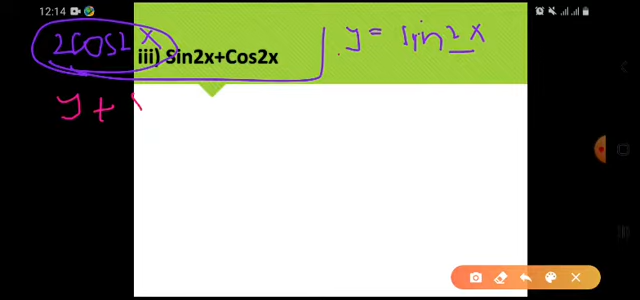 12:14
2cos2x
y = sin2x
iii) Sin2x+Cos2x
y +